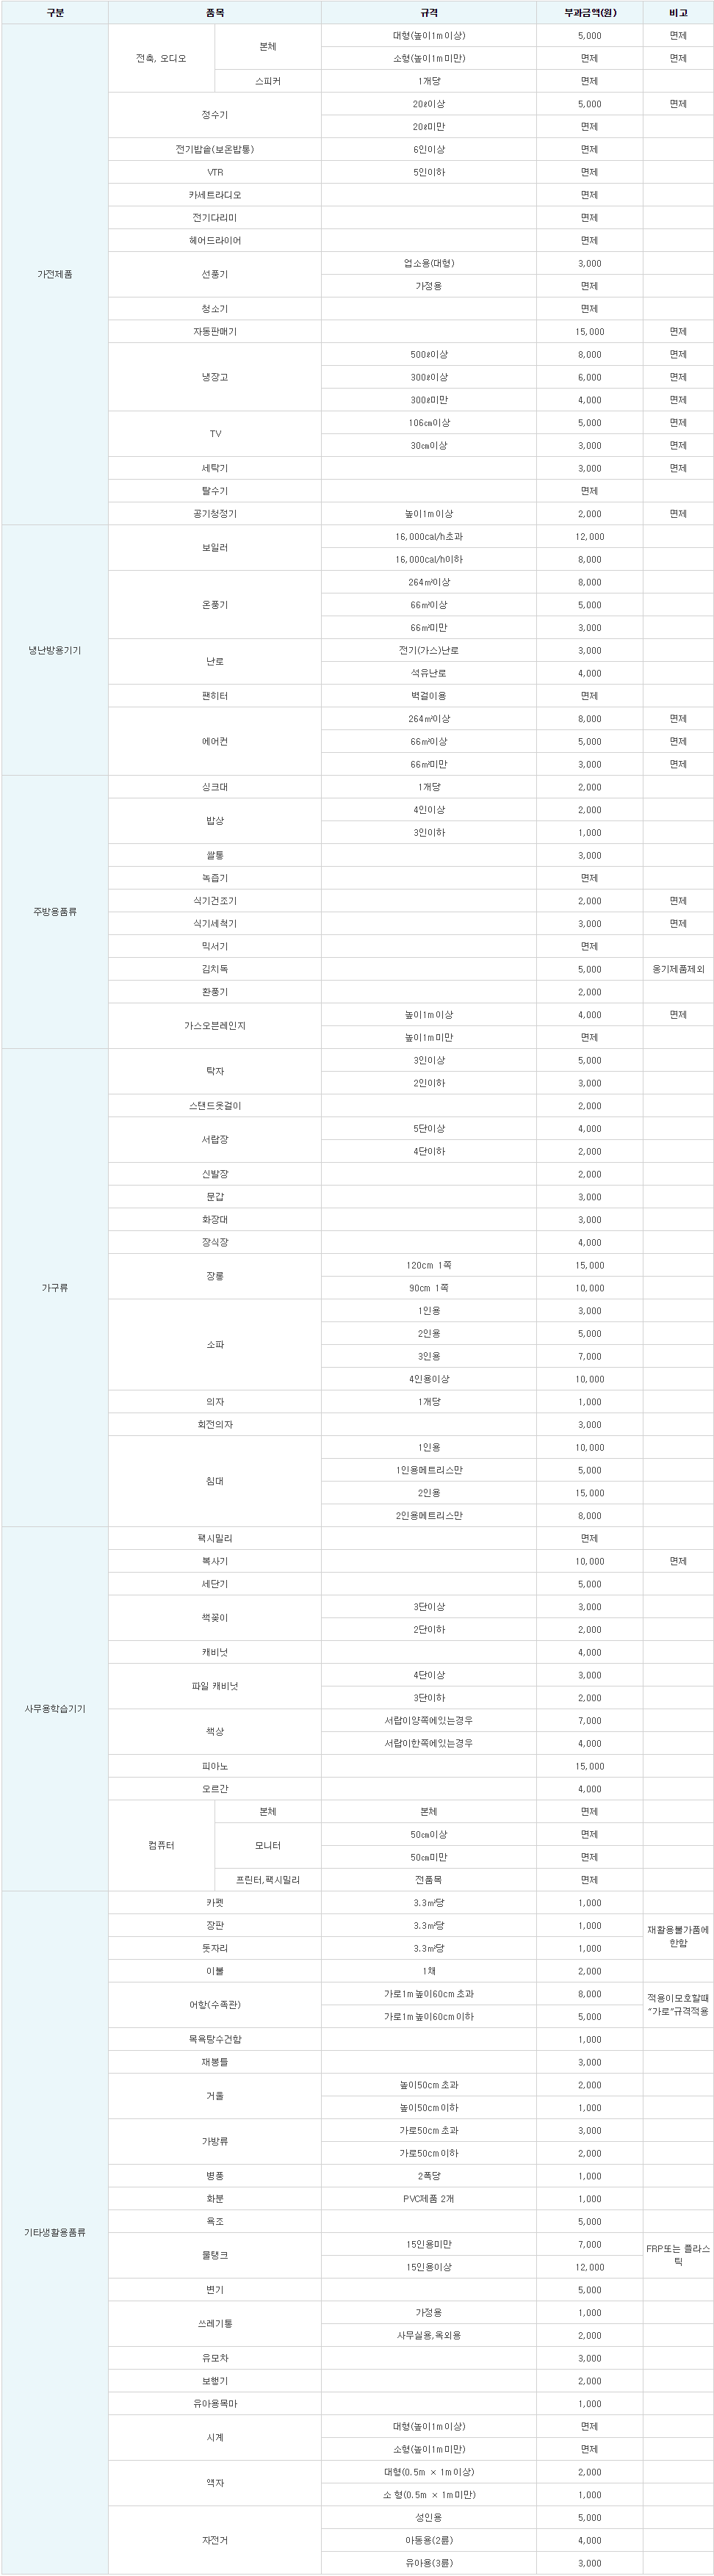 구분 품목 규격 부과금액(원) 비고
가전제품 전축, 오디오 본체 대형(높이1m이상) 5,000 면제
소형(높이1m미만) 면제 면제
스피커 1개당 면제
정수기 20ℓ이상 5,000 면제
20ℓ미만 면제
전기밥솥(보온밥통) 6인이상 면제
VTR 5인이하 면제
카세트라디오 면제
전기다리미 면제
헤어드라이어 면제
선풍기 업소용(대형) 3,000
가정용 면제
청소기 면제
자동판매기 15,000 면제
냉장고 500ℓ이상 8,000 면제
300ℓ이상 6,000 면제
300ℓ미만 4,000 면제
TV 106㎝이상 5,000 면제
30㎝이상 3,000 면제
세탁기 3,000 면제
탈수기 면제
공기청정기 높이1m이상 2,000 면제
냉난방용기기 보일러 16,000cal/h초과 12,000
16,000cal/h이하 8,000
온풍기 264㎡이상 8,000
66㎡이상 5,000
66㎡미만 3,000
난로 전기(가스)난로 3,000
석유난로 4,000
팬히터 벽걸이용 면제
에어컨 264㎡이상 8,000 면제
66㎡이상 5,000 면제
66㎡미만 3,000 면제
주방용품류 싱크대 1개당 2,000
밥상 4인이상 2,000
3인이하 1,000
쌀통 3,000
녹즙기 면제
식기건조기 2,000 면제
식기세척기 3,000 면제
믹서기 면제
김치독 5,000 옹기제품제외
환풍기 2,000
가스오븐레인지 높이1m이상 4,000 면제
높이1m미만 면제
가구류 탁자 3인이상 5,000
2인이하 3,000
스탠드옷걸이 2,000
서랍장 5단이상 4,000
4단이하 2,000
신발장 2,000
문갑 3,000
화장대 3,000
장식장 4,000
장롱 120cm 1쪽 15,000
90cm 1쪽 10,000
소파 1인용 3,000
2인용 5,000
3인용 7,000
4인용이상 10,000
의자 1개당 1,000
회전의자 3,000
침대 1인용 10,000
1인용메트리스만 5,000
2인용 15,000
2인용메트리스만 8,000
사무용학습기기 팩시밀리 면제
복사기 10,000 면제
세단기 5,000
책꽂이 3단이상 3,000
2단이하 2,000
캐비넛 4,000
파일 캐비넛 4단이상 3,000
3단이하 2,000
책상 서랍이양쪽에있는경우 7,000
서랍이한쪽에있는경우 4,000
피아노 15,000
오르간 4,000
컴퓨터 본체 본체 면제
모니터 50㎝이상 면제
50㎝미만 면제
프린터,팩시밀리 전품목 면제
기타생활용품류 카펫 3.3㎡당 1,000
장판 3.3㎡당 1,000 재활용불가품에
한함
돗자리 3.3㎡당 1,000
이불 1채 2,000
어항(수족관) 가로1m높이60cm초과 8,000 적용이모호할때
"가로"규격적용
가로1m높이60cm이하 5,000
목욕탕수건함 1,000
재봉틀 3,000
거울 높이50cm초과 2,000
높이50cm이하 1,000
가방류 가로50cm초과 3,000
가로50cm이하 2,000
병풍 2폭당 1,000
화분 PVC제품 2개 1,000
욕조 5,000
물탱크 15인용미만 7,000 FRP또는 플라스
틱
15인용이상 12,000
변기 5,000
쓰레기통 가정용 1,000
사무실용,옥외용 2,000
유모차 3,000
보행기 2,000
유아용목마 1,000
시계 대형(높이1m이상) 면제
소형(높이1m미만) 면제
액자 대형(0.5m × 1m이상) 2,000
소 형(0.5m × 1m미만) 1,000
자전거 성인용 5,000
아동용(2륜) 4,000
유아용(3륜) 3,000